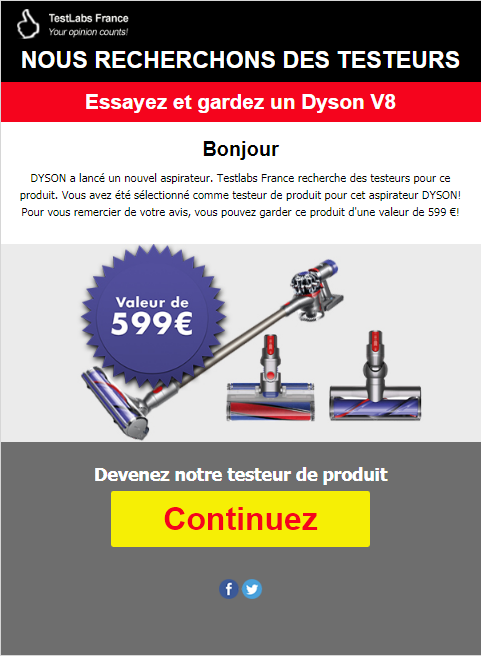 TestLabs France
Your opinion counts!
NOUS RECHERCHONS DES TESTEURS
Essayez et gardez un Dyson V8
Bonjour
DYSON a lancé un nouvel aspirateur. Testlabs France recherche des testeurs pour ce
produit. Vous avez été sélectionné comme testeur de produit pour cet aspirateur DYSON!
Pour vous remercier de votre avis, vous pouvez garder ce produit d'une valeur de 599 €!
Valeur de
599€
Devenez notre testeur de produit
Continuez